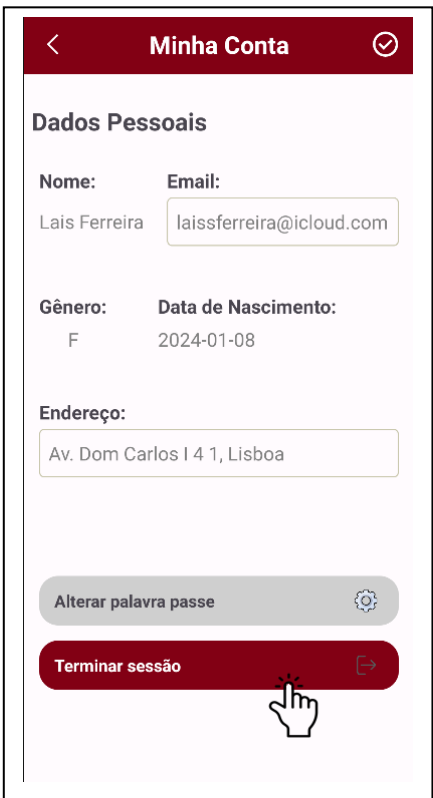 Minha Conta
Dados Pessoais
Nome: Email:
Lais Ferreira laissferreira@icloud.com
Gênero: Data de Nascimento:
F 2024-01-08
Endereço:
Av. Dom Carlos I 4 1, Lisboa
Alterar palavra passe
Terminar sessão